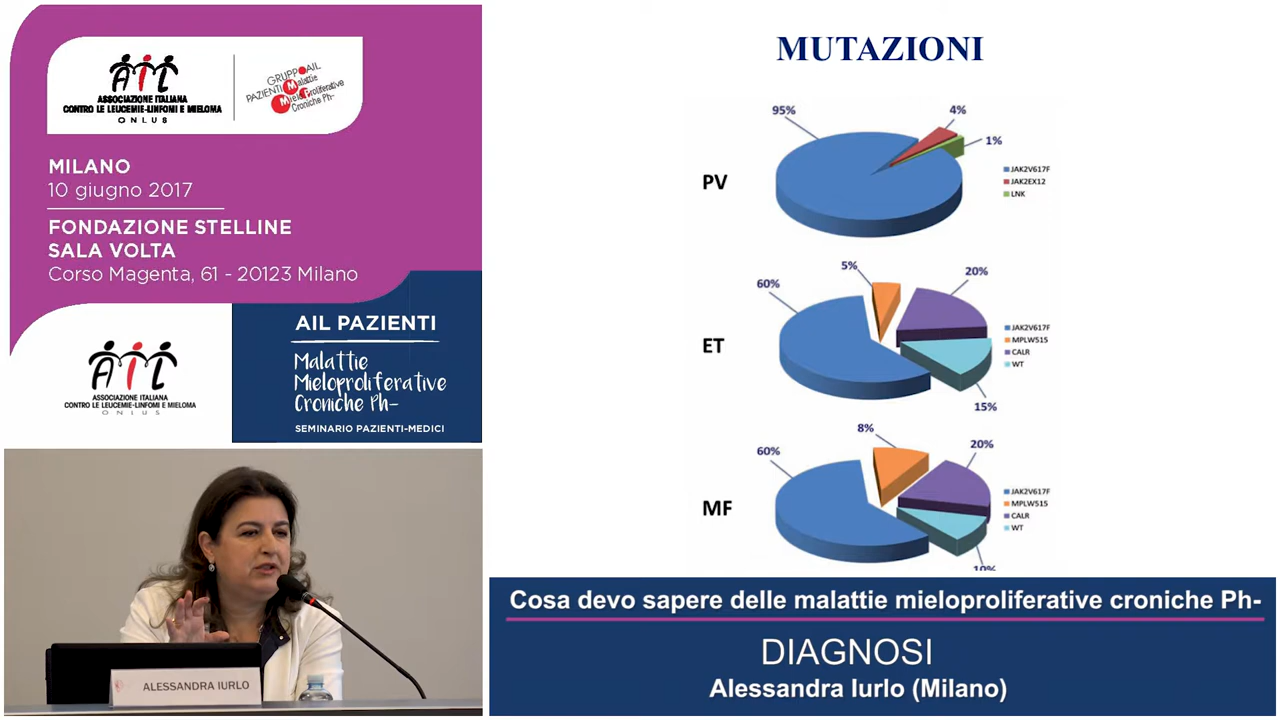 AIL
ASSOCIAZIONE ITALIANA
CONTRO LE LEUCEMIE-LINFOMI E MIELOMA
ONLUS
GRUPPO AIL
PAZIENTI Malattie
Mieloproliferative
Croniche Ph-
MILANO
10 giugno 2017
FONDAZIONE STELLINE
SALA VOLTA
Corso Magenta, 61 - 20123 Milano
AIL
ASSOCIAZIONE ITALIANA
CONTRO LE LEUCEMIE-LINFOMI E MIELOMA
ONLUS
AIL PAZIENTI
Malattie
Mieloproliferative
Croniche Ph-
SEMINARIO PAZIENTI-MEDICI
ALESSANDRA IURLO
MUTAZIONI
PV
95%
4%
1%
JAK2V617F
JAK2EX12
LNK
ET
60%
5%
20%
15%
JAK2V617F
MPLW515
CALR
WT
MF
60%
8%
20%
10%
JAK2V617F
MPLW515
CALR
WT
Cosa devo sapere delle malattie mieloproliferative croniche Ph-
DIAGNOSI
Alessandra Iurlo (Milano)